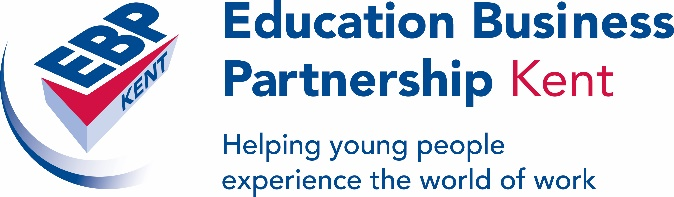 EBP
KENT
Education Business
Partnership Kent
Helping young people
experience the world of work